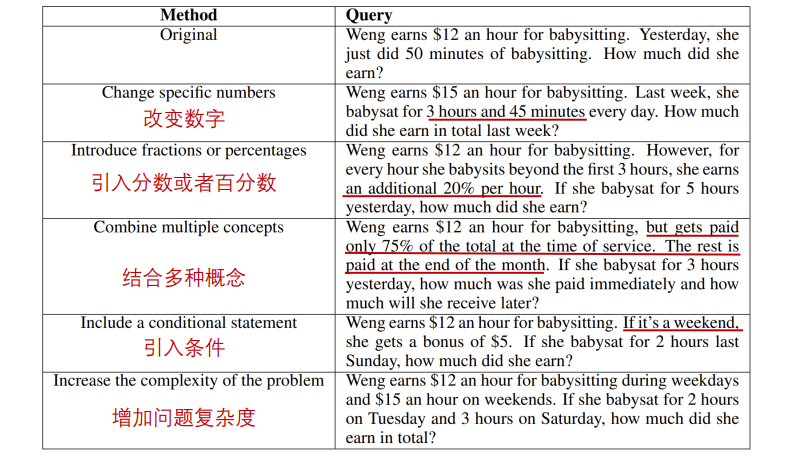 Method
Query
Original
Weng earns $12 an hour for babysitting. Yesterday, she
just did 50 minutes of babysitting. How much did she
earn?
Change specific numbers
改变数字
Weng earns $15 an hour for babysitting. Last week, she
babysat for 3 hours and 45 minutes every day. How much
did she earn in total last week?
Introduce fractions or percentages
引入分数或者百分数
Weng earns $12 an hour for babysitting. However, for
every hour she babysits beyond the first 3 hours, she earns
an additional 20% per hour. If she babysat for 5 hours
yesterday, how much did she earn?
Combine multiple concepts
结合多种概念
Weng earns $12 an hour for babysitting, but gets paid
only 75% of the total at the time of service. The rest is
paid at the end of the month. If she babysat for 3 hours
yesterday, how much was she paid immediately and how
much will she receive later?
Include a conditional statement
引入条件
Weng earns $12 an hour for babysitting. If it's a weekend,
she gets a bonus of $5. If she babysat for 2 hours last
Sunday, how much did she earn?
Increase the complexity of the problem
增加问题复杂度
Weng earns $12 an hour for babysitting during weekdays
and $15 an hour on weekends. If she babysat for 2 hours
on Tuesday and 3 hours on Saturday, how much did she
earn in total?